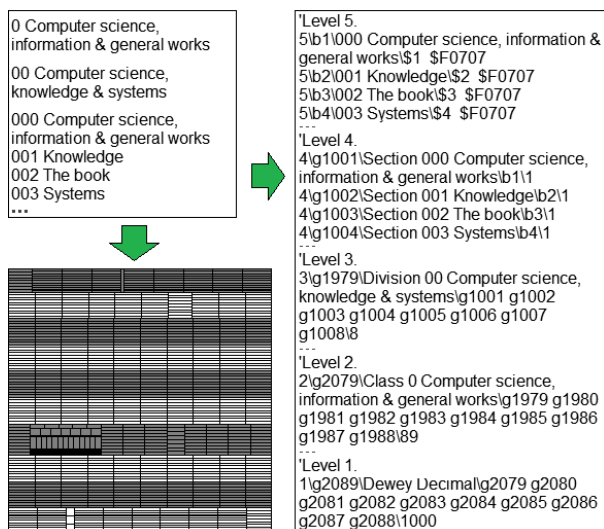 0 Computer science,
information & general works
00 Computer science,
knowledge & systems
000 Computer science,
information & general works
001 Knowledge
002 The book
003 Systems
...
'Level 5.
5\b1\000 Computer science, information &
general works\$1  $F0707
5\b2\001 Knowledge\$2  $F0707
5\b3\002 The book\$3  $F0707
5\b4\003 Systems\$4  $F0707
...
'Level 4.
4\g1001\Section 000 Computer science,
information & general works\b1\1
4\g1002\Section 001 Knowledge\b2\1
4\g1003\Section 002 The book\b3\1
4\g1004\Section 003 Systems\b4\1
...
'Level 3.
3\g1979\Division 00 Computer science,
knowledge & systems\g1001 g1002
g1003 g1004 g1005 g1006 g1007
g1008\8
...
'Level 2.
2\g2079\Class 0 Computer science,
information & general works\g1979 g1980
g1981 g1982 g1983 g1984 g1985 g1986
g1987 g1988\89
...
'Level 1.
1\g2089\Dewey Decimal\g2079 g2080
g2081 g2082 g2083 g2084 g2085 g2086
g2087 g2088\1000